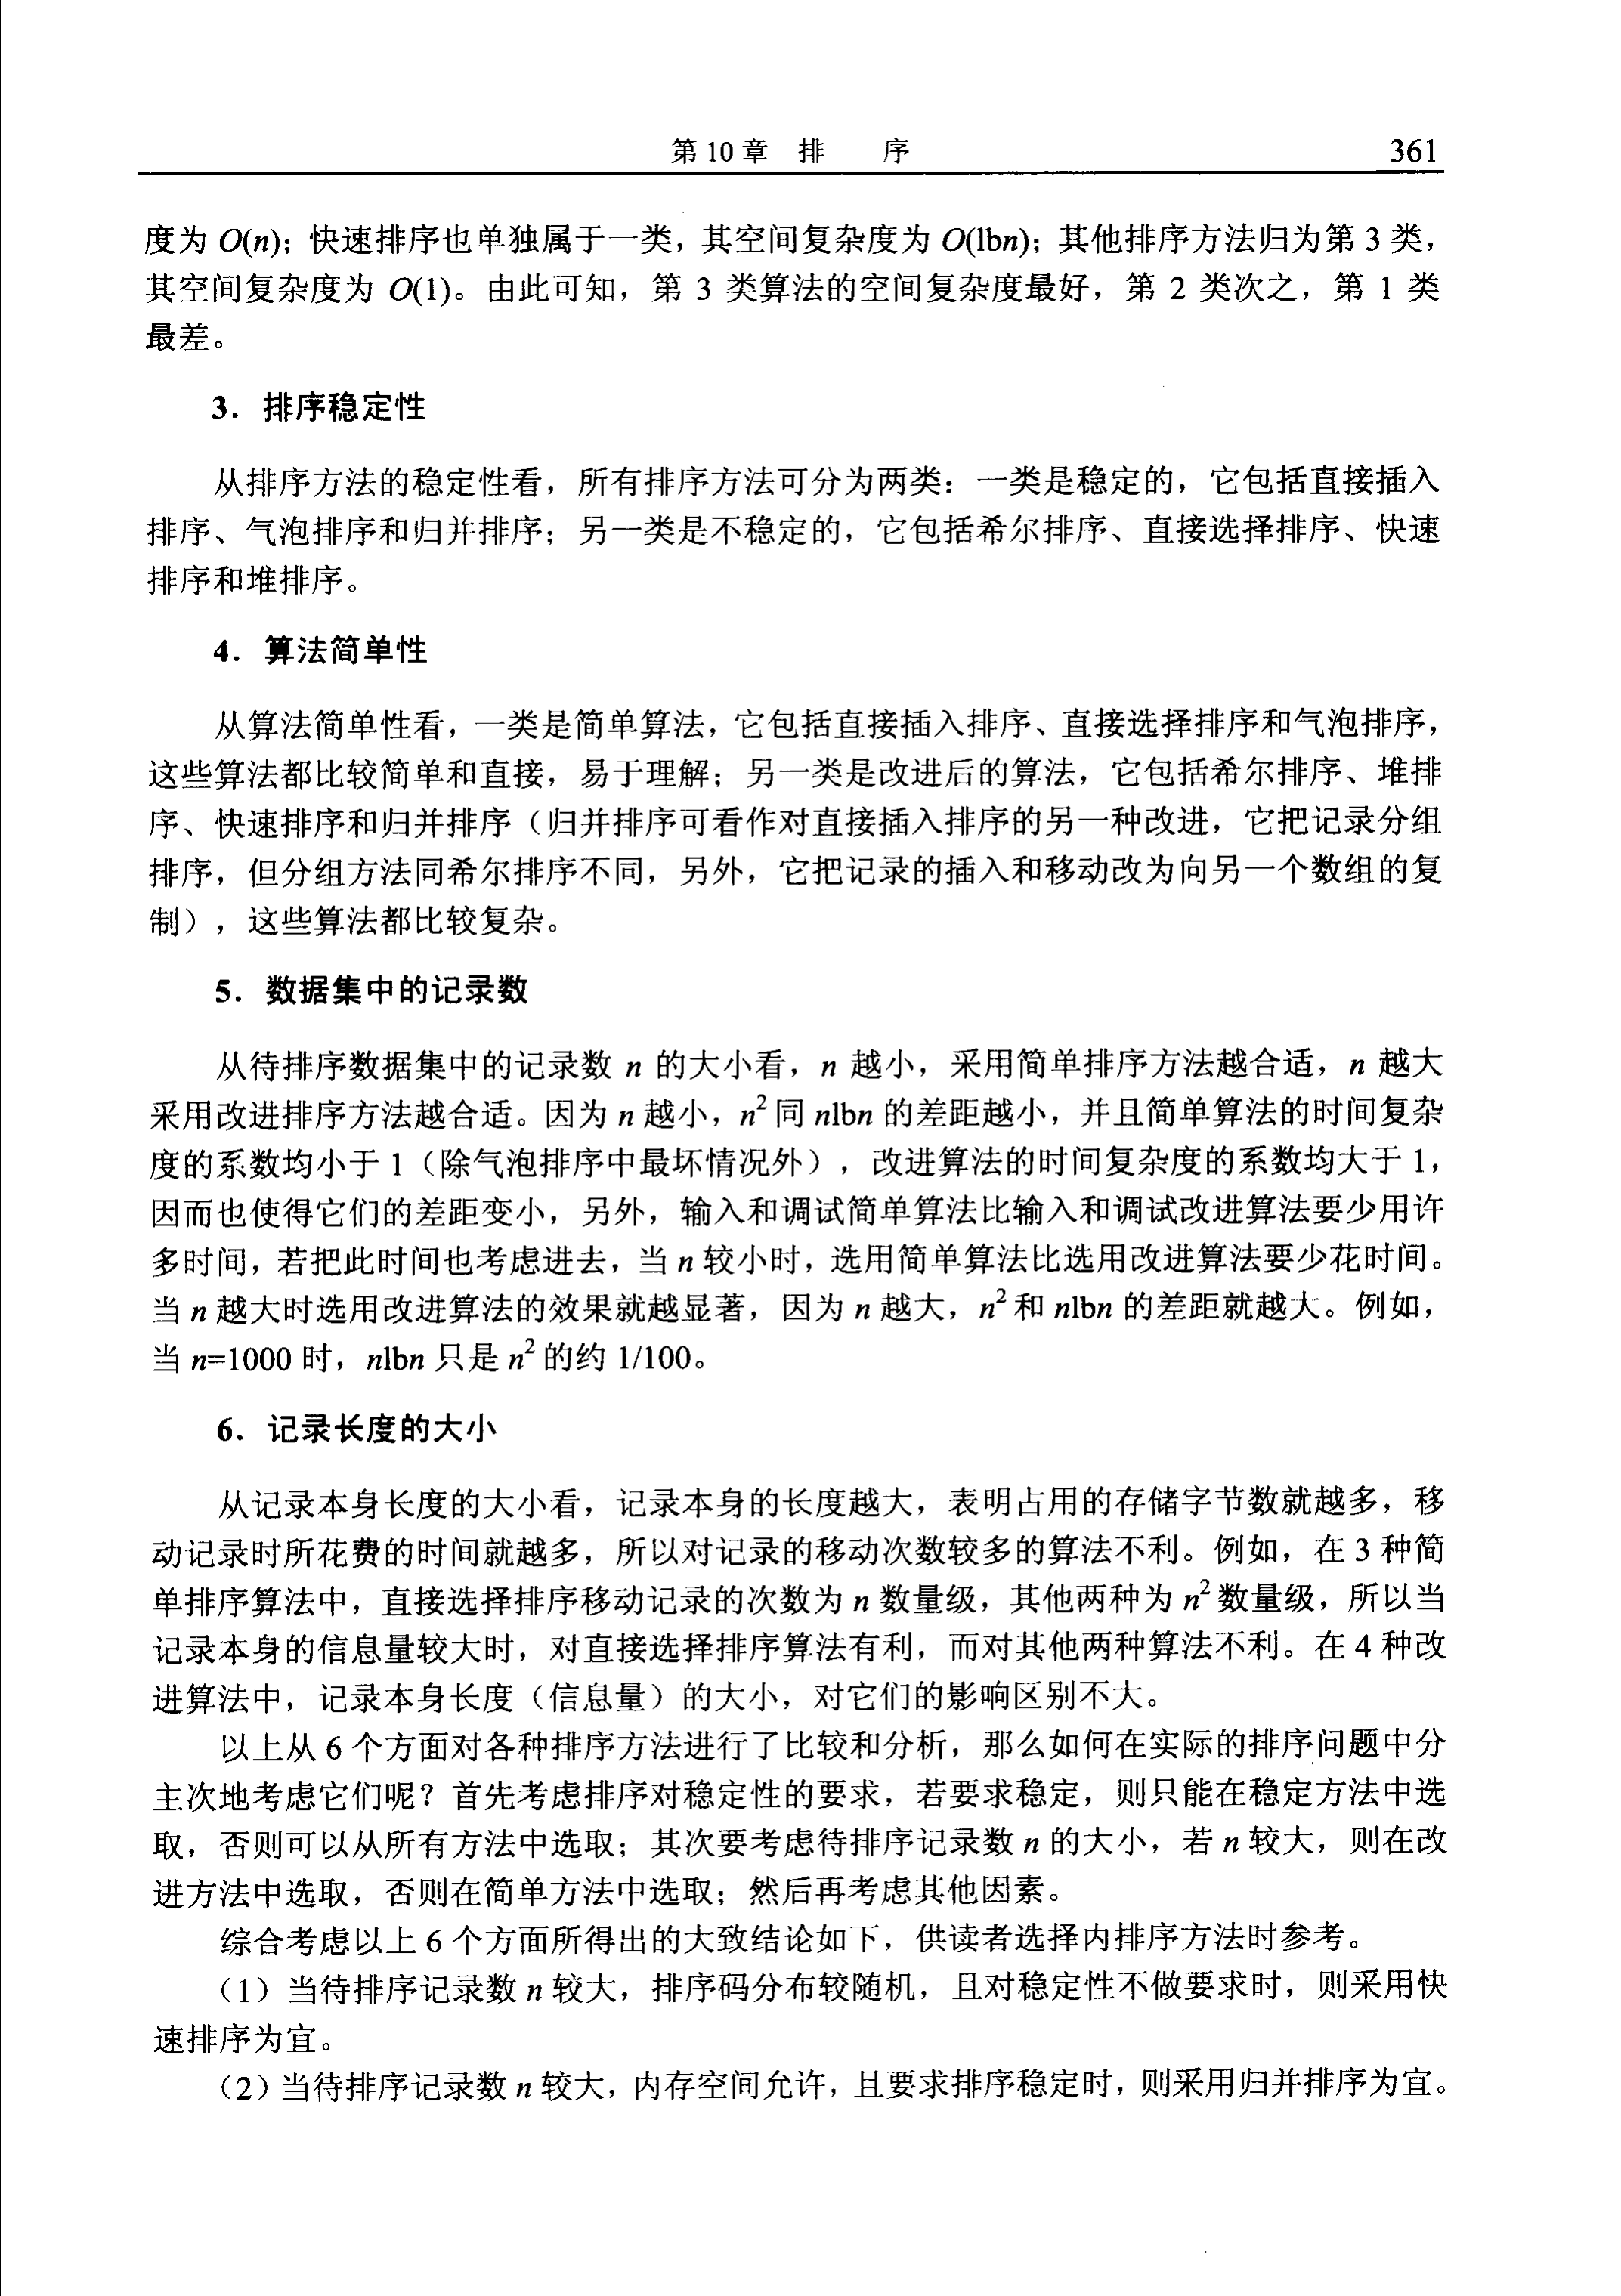 第 10 章 排 序 361
度为 O(n)；快速排序也单独属于一类，其空间复杂度为 O(lbn)；其他排序方法归为第 3 类，
其空间复杂度为 O(1)。由此可知，第 3 类算法的空间复杂度最好，第 2 类次之，第 1 类
最差。
3．排序稳定性
从排序方法的稳定性看，所有排序方法可分为两类：一类是稳定的，它包括直接插入
排序、气泡排序和归并排序；另一类是不稳定的，它包括希尔排序、直接选择排序、快速
排序和堆排序。
4．算法简单性
从算法简单性看，一类是简单算法，它包括直接插入排序、直接选择排序和气泡排序，
这些算法都比较简单和直接，易于理解；另一类是改进后的算法，它包括希尔排序、堆排
序、快速排序和归并排序（归并排序可看作对直接插入排序的另一种改进，它把记录分组
排序，但分组方法同希尔排序不同，另外，它把记录的插入和移动改为向另一个数组的复
制），这些算法都比较复杂。
5．数据集中的记录数
从待排序数据集中的记录数 n 的大小看，n 越小，采用简单排序方法越合适，n 越大
采用改进排序方法越合适。因为 n 越小，n² 同 nlbn 的差距越小，并且简单算法的时间复杂
度的系数均小于 1（除气泡排序中最坏情况外），改进算法的时间复杂度的系数均大于 1，
因而也使得它们的差距变小，另外，输入和调试简单算法比输入和调试改进算法要少用许
多时间，若把此时间也考虑进去，当 n 较小时，选用简单算法比选用改进算法要少花时间。
当 n 越大时选用改进算法的效果就越显著，因为 n 越大，n² 和 nlbn 的差距就越大。例如，
当 n=1000 时，nlbn 只是 n² 的约 1/100。
6．记录长度的大小
从记录本身长度的大小看，记录本身的长度越大，表明占用的存储字节数就越多，移
动记录时所花费的时间就越多，所以对记录的移动次数较多的算法不利。例如，在 3 种简
单排序算法中，直接选择排序移动记录的次数为 n 数量级，其他两种为 n² 数量级，所以当
记录本身的信息量较大时，对直接选择排序算法有利，而对其他两种算法不利。在 4 种改
进算法中，记录本身长度（信息量）的大小，对它们的影响区别不大。
以上从 6 个方面对各种排序方法进行了比较和分析，那么如何在实际的排序问题中分
主次地考虑它们呢？首先考虑排序对稳定性的要求，若要求稳定，则只能在稳定方法中选
取，否则可以从所有方法中选取；其次要考虑待排序记录数 n 的大小，若 n 较大，则在改
进方法中选取，否则在简单方法中选取；然后再考虑其他因素。
综合考虑以上 6 个方面所得出的大致结论如下，供读者选择内排序方法时参考。
（1）当待排序记录数 n 较大，排序码分布较随机，且对稳定性不做要求时，则采用快
速排序为宜。
（2）当待排序记录数 n 较大，内存空间允许，且要求排序稳定时，则采用归并排序为宜。